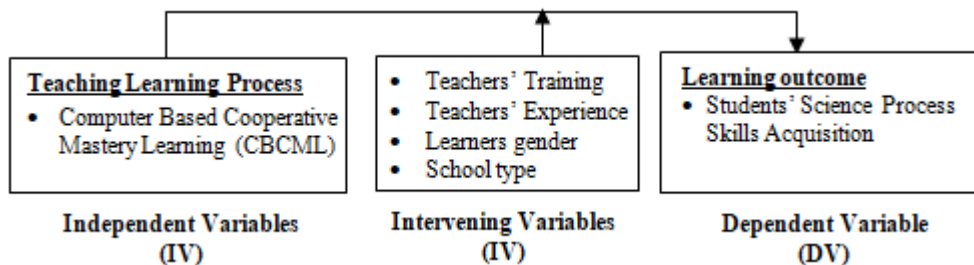 Teaching Learning Process
• Computer Based Cooperative
Mastery Learning (CBCML)
Independent Variables
(IV)
• Teachers' Training
• Teachers' Experience
• Learners gender
• School type
Intervening Variables
(IV)
Learning outcome
• Students' Science Process
Skills Acquisition
Dependent Variable
(DV)